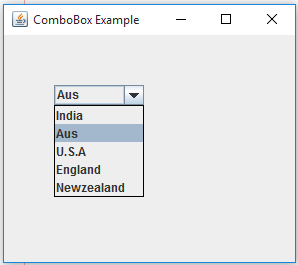 ComboBox Example
Aus
India
Aus
U.S.A
England
Newzealand